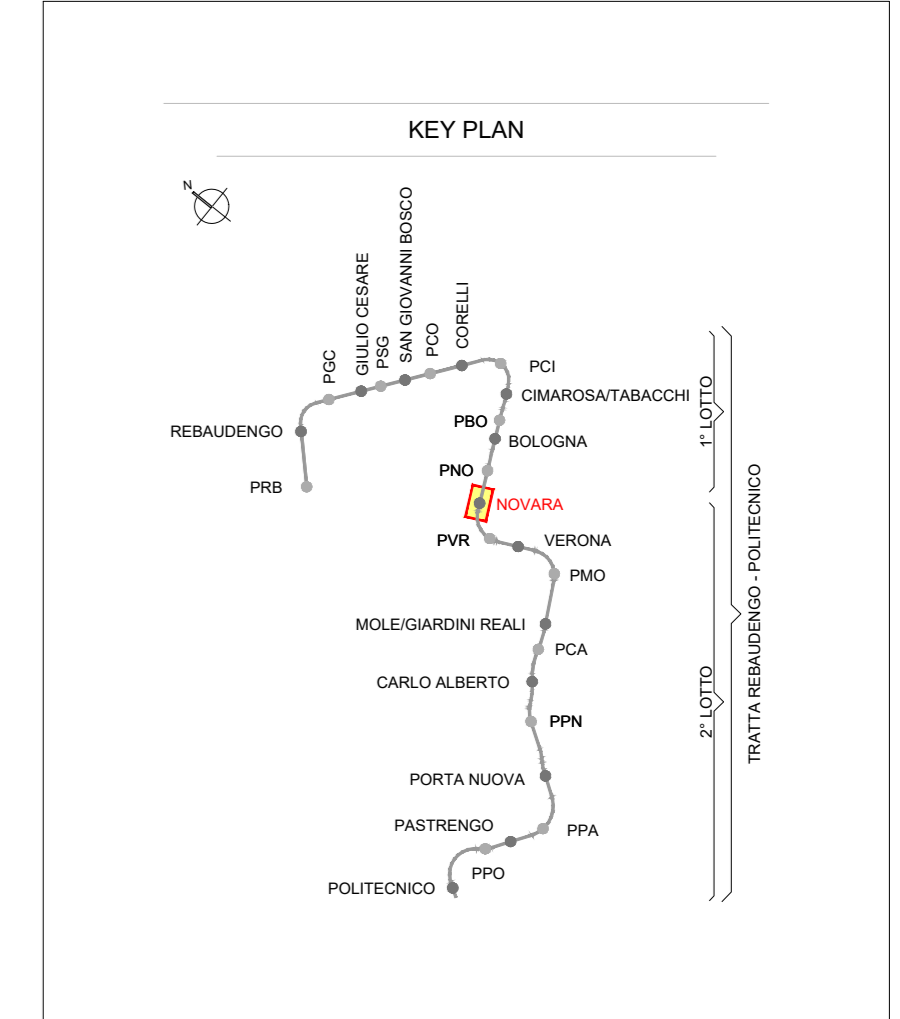 KEY PLAN
N
PGC
GIULIO CESARE
PSG
SAN GIOVANNI BOSCO
PCO
CORELLI
PCI
CIMAROSA/TABACCHI
REBAUDENGO
PBO
BOLOGNA
PNO
PRB
NOVARA
PVR
VERONA
PMO
MOLE/GIARDINI REALI
PCA
CARLO ALBERTO
PPN
PORTA NUOVA
PASTRENGO
PPA
PPO
POLITECNICO
1° LOTTO
2° LOTTO
TRATTA REBAUDENGO - POLITECNICO